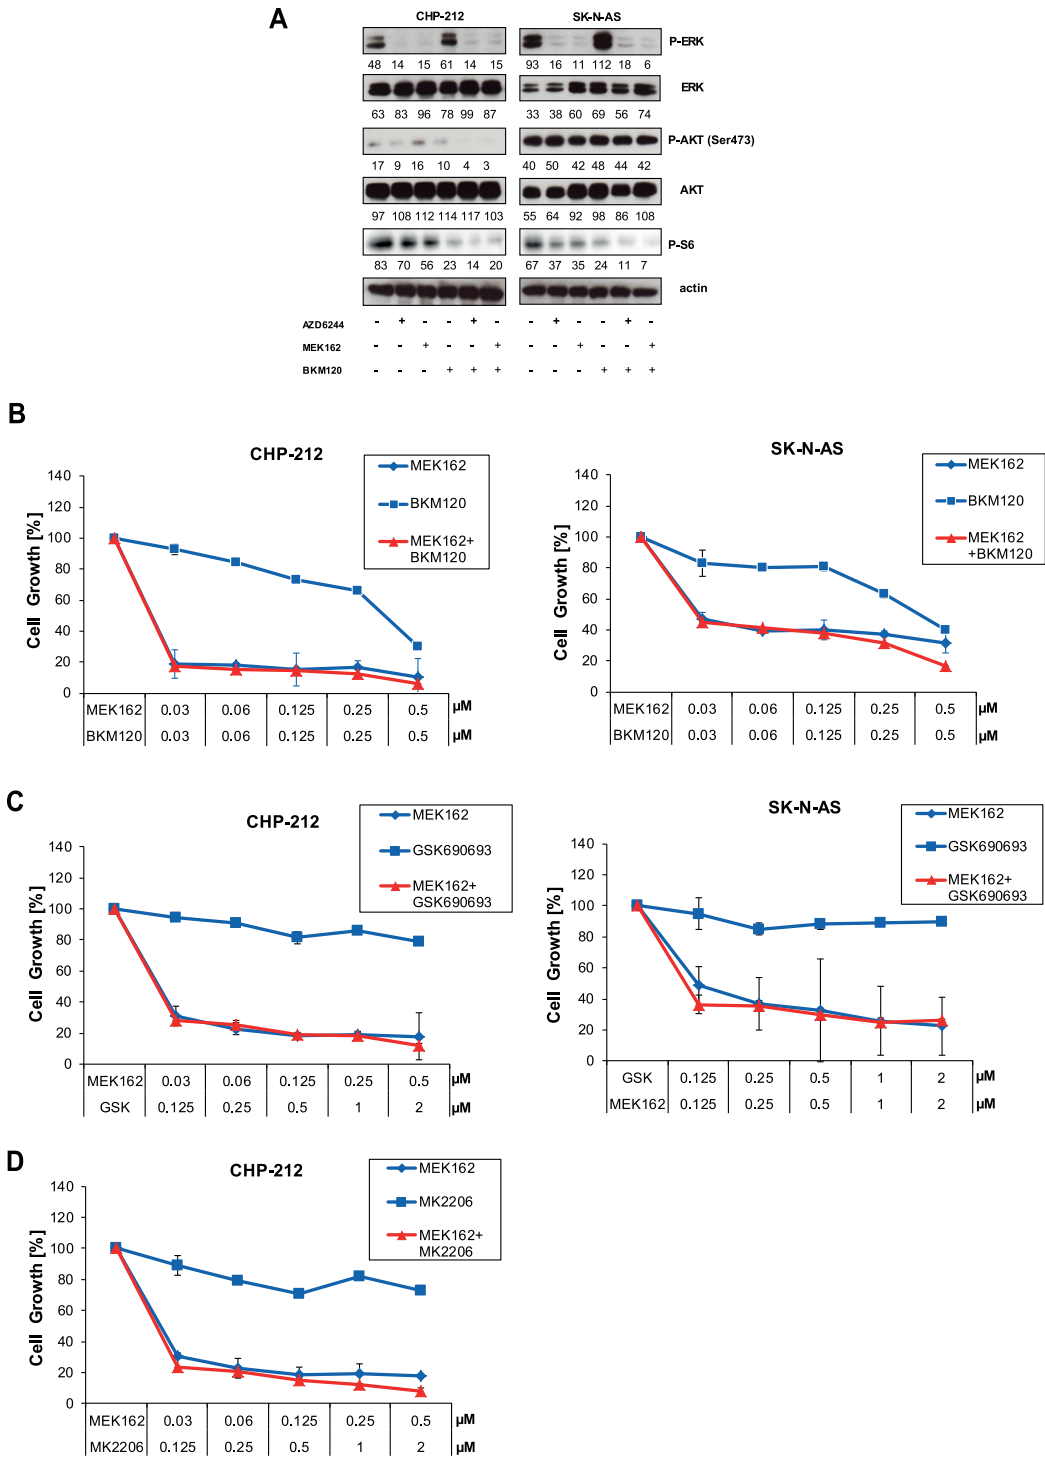 A
CHP-212 SK-N-AS
P-ERK
48 14 15 61 14 15 93 16 11 112 18 6
ERK
63 83 96 78 99 87 33 38 60 69 56 74
P-AKT (Ser473)
17 9 16 10 4 3 40 50 42 48 44 42
AKT
97 108 112 114 117 103 55 64 92 98 86 108
P-S6
83 70 56 23 14 20 67 37 35 24 11 7
actin
AZD6244 - + - - + - - + - - + -
MEK162 - - + - - + - - + - - +
BKM120 - - - + + + - - - + + +
B
CHP-212
MEK162
BKM120
MEK162+
BKM120
Cell Growth [%]
140
120
100
80
60
40
20
0
MEK162 0.03 0.06 0.125 0.25 0.5 µM
BKM120 0.03 0.06 0.125 0.25 0.5 µM
SK-N-AS
MEK162
BKM120
MEK162
+BKM120
Cell Growth [%]
140
120
100
80
60
40
20
0
MEK162 0.03 0.06 0.125 0.25 0.5 µM
BKM120 0.03 0.06 0.125 0.25 0.5 µM
C
CHP-212
MEK162
GSK690693
MEK162+
GSK690693
Cell Growth [%]
140
120
100
80
60
40
20
0
MEK162 0.03 0.06 0.125 0.25 0.5 µM
GSK 0.125 0.25 0.5 1 2 µM
SK-N-AS
MEK162
GSK690693
MEK162+
GSK690693
Cell Growth [%]
140
120
100
80
60
40
20
0
GSK 0.125 0.25 0.5 1 2 µM
MEK162 0.125 0.25 0.5 1 2 µM
D
CHP-212
MEK162
MK2206
MEK162+
MK2206
Cell Growth [%]
140
120
100
80
60
40
20
0
MEK162 0.03 0.06 0.125 0.25 0.5 µM
MK2206 0.125 0.25 0.5 1 2 µM